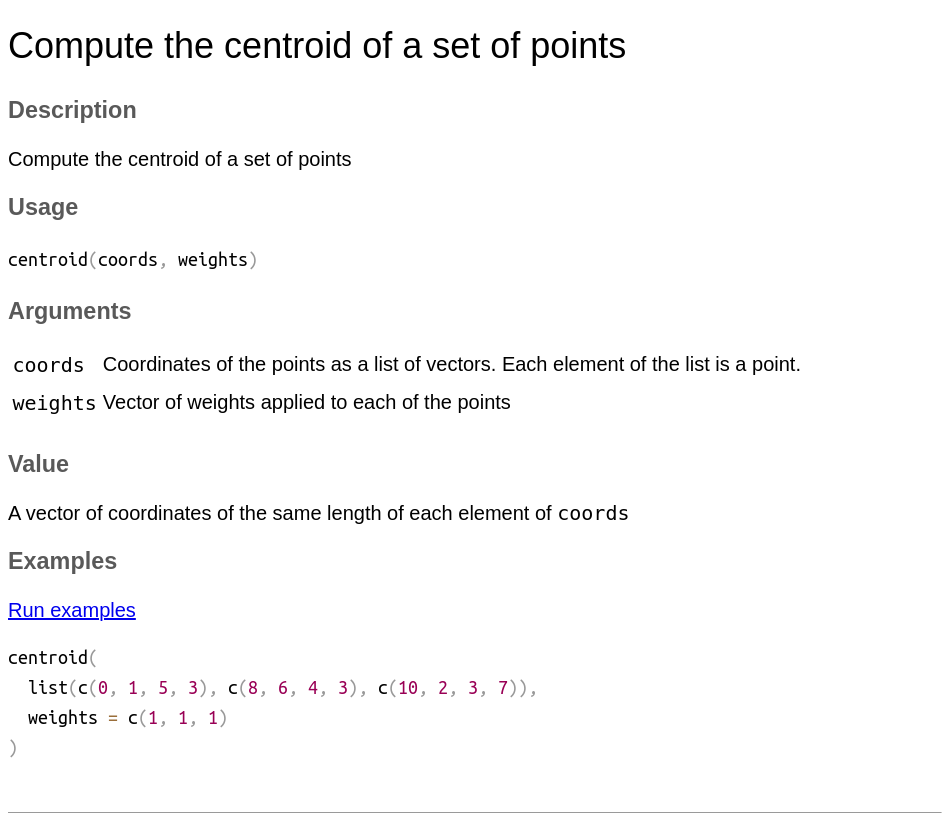 Compute the centroid of a set of points
Description
Compute the centroid of a set of points
Usage
centroid(coords, weights)
Arguments
coords Coordinates of the points as a list of vectors. Each element of the list is a point.
weights Vector of weights applied to each of the points
Value
A vector of coordinates of the same length of each element of coords
Examples
Run examples
centroid(
  list(c(0, 1, 5, 3), c(8, 6, 4, 3), c(10, 2, 3, 7)),
  weights = c(1, 1, 1)
)